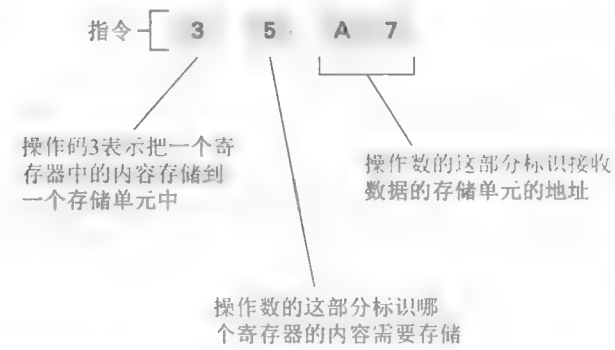 指令 3 5 A 7
操作码3表示把一个寄
存器中的内容存储到
一个存储单元中
操作数的这部分标识接收
数据的存储单元的地址
操作数的这部分标识哪
个寄存器的内容需要存储